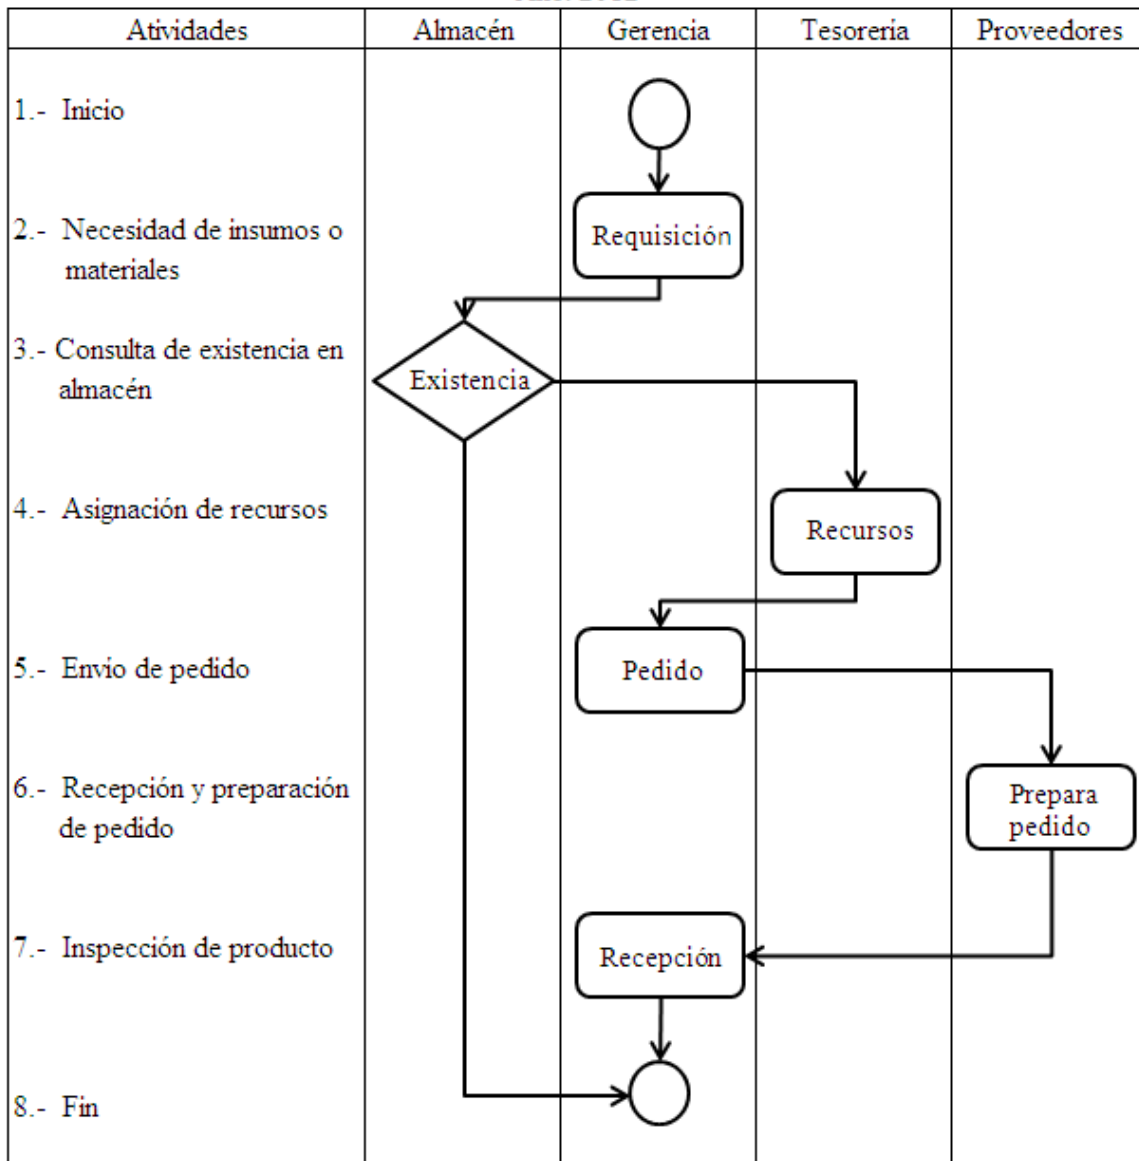 Atividades Almacén Gerencia Tesorería Proveedores
1.- Inicio
2.- Necesidad de insumos o
materiales
Requisición
3.- Consulta de existencia en
almacén
Existencia
4.- Asignación de recursos
Recursos
5.- Envio de pedido
Pedido
6.- Recepción y preparación
de pedido
Prepara
pedido
7.- Inspección de producto
Recepción
8.- Fin